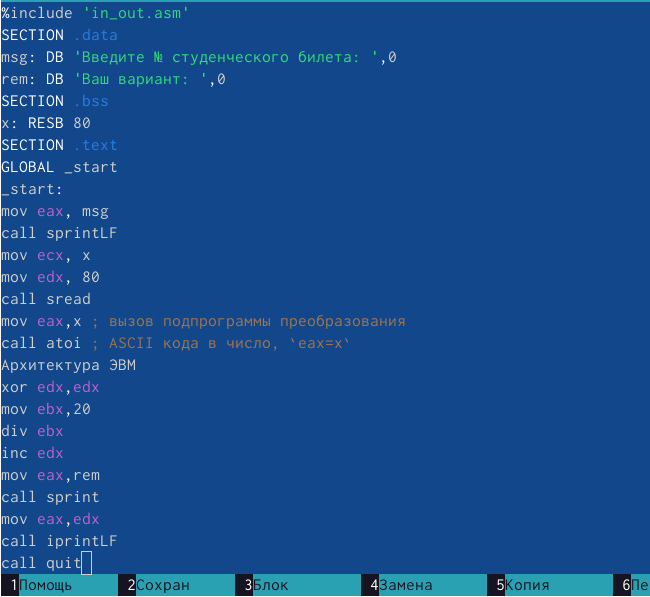 %include 'in_out.asm'
SECTION .data
msg: DB 'Введите № студенческого билета: ',0
rem: DB 'Ваш вариант: ',0
SECTION .bss
x: RESB 80
SECTION .text
GLOBAL _start
_start:
mov eax, msg
call sprintLF
mov ecx, x
mov edx, 80
call sread
mov eax,x ; вызов подпрограммы преобразования
call atoi ; ASCII кода в число, `eax=x`
Архитектура ЭВМ
xor edx,edx
mov ebx,20
div ebx
inc edx
mov eax,rem
call sprint
mov eax,edx
call iprintLF
call quit
1Помощь 2Сохран 3Блок 4Замена 5Копия 6Пе